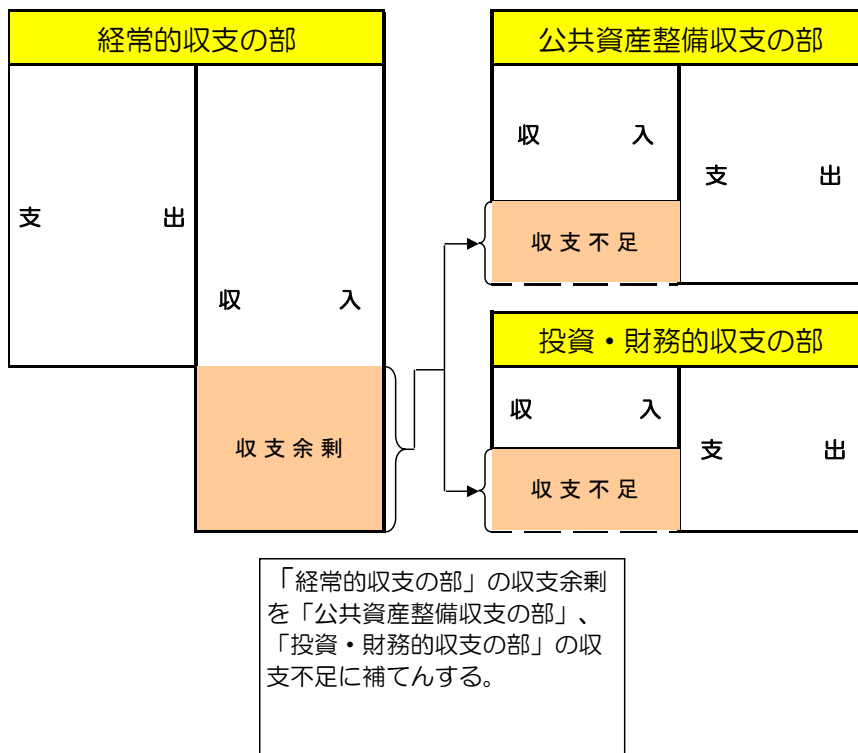 経常的収支の部
支 出
収 入
収支余剰
公共資産整備収支の部
収 入
支 出
収支不足
投資・財務的収支の部
収 入
支 出
収支不足
「経常的収支の部」の収支余剰
を「公共資産整備収支の部」、
「投資・財務的収支の部」の収
支不足に補てんする。